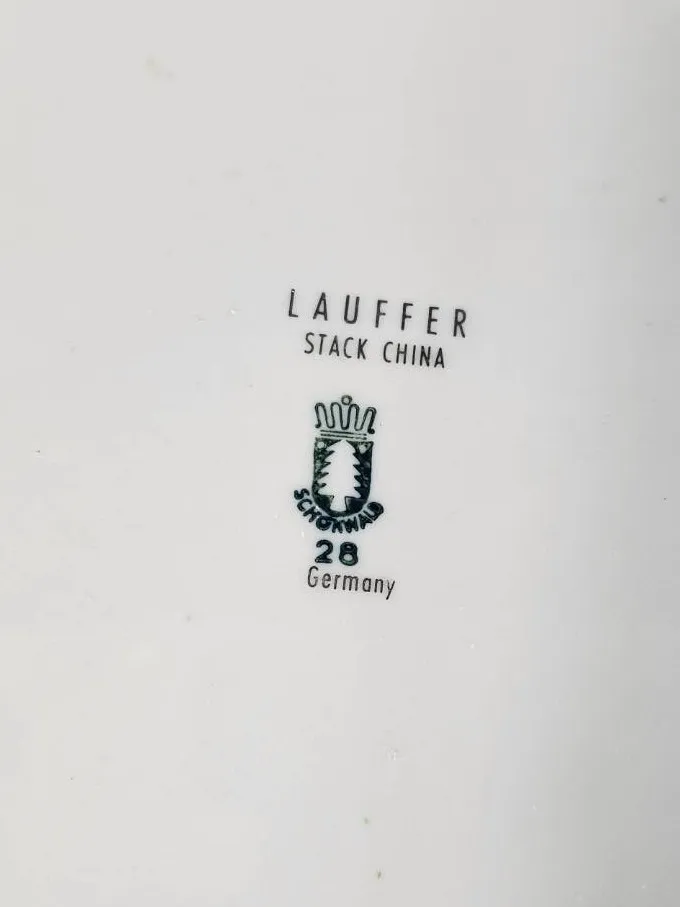 LAUFFER
STACK CHINA
SCHÖNWALD
28
Germany